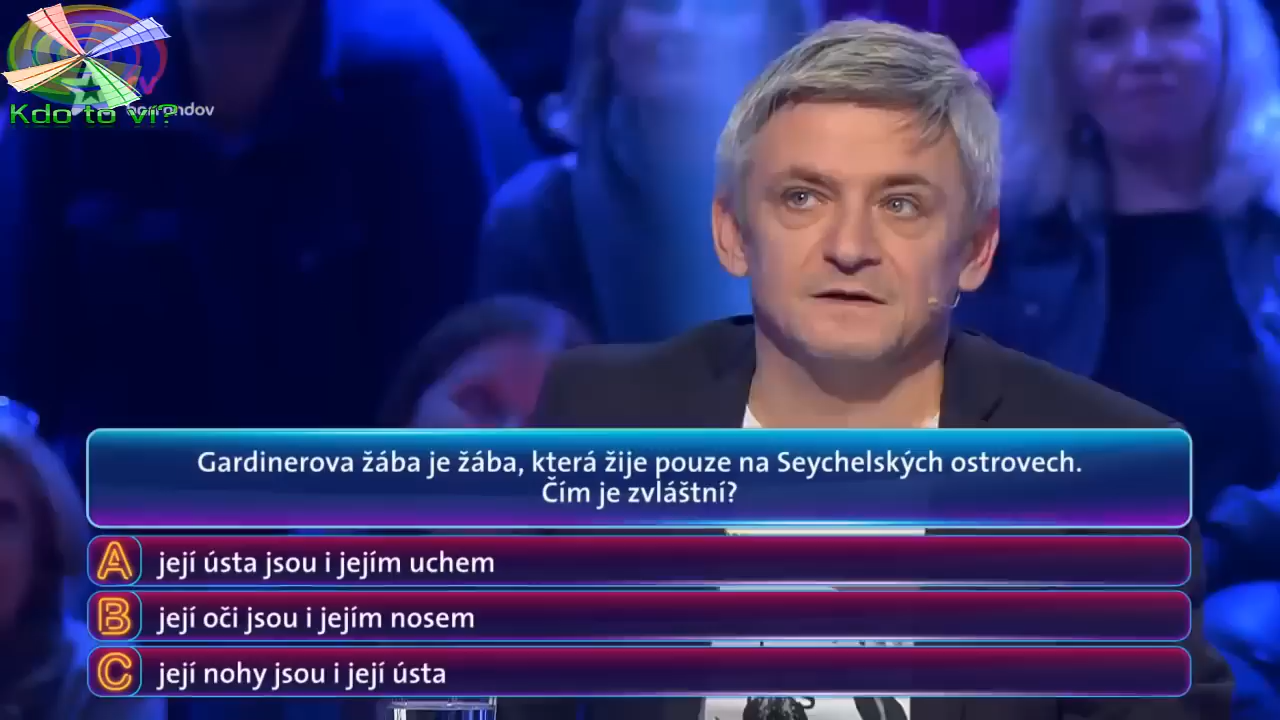 Kdo to ví?
Gardinerova žába je žába, která žije pouze na Seychelských ostrovech.
Čím je zvláštní?
A její ústa jsou i jejím uchem
B její oči jsou i jejím nosem
C její nohy jsou i její ústa